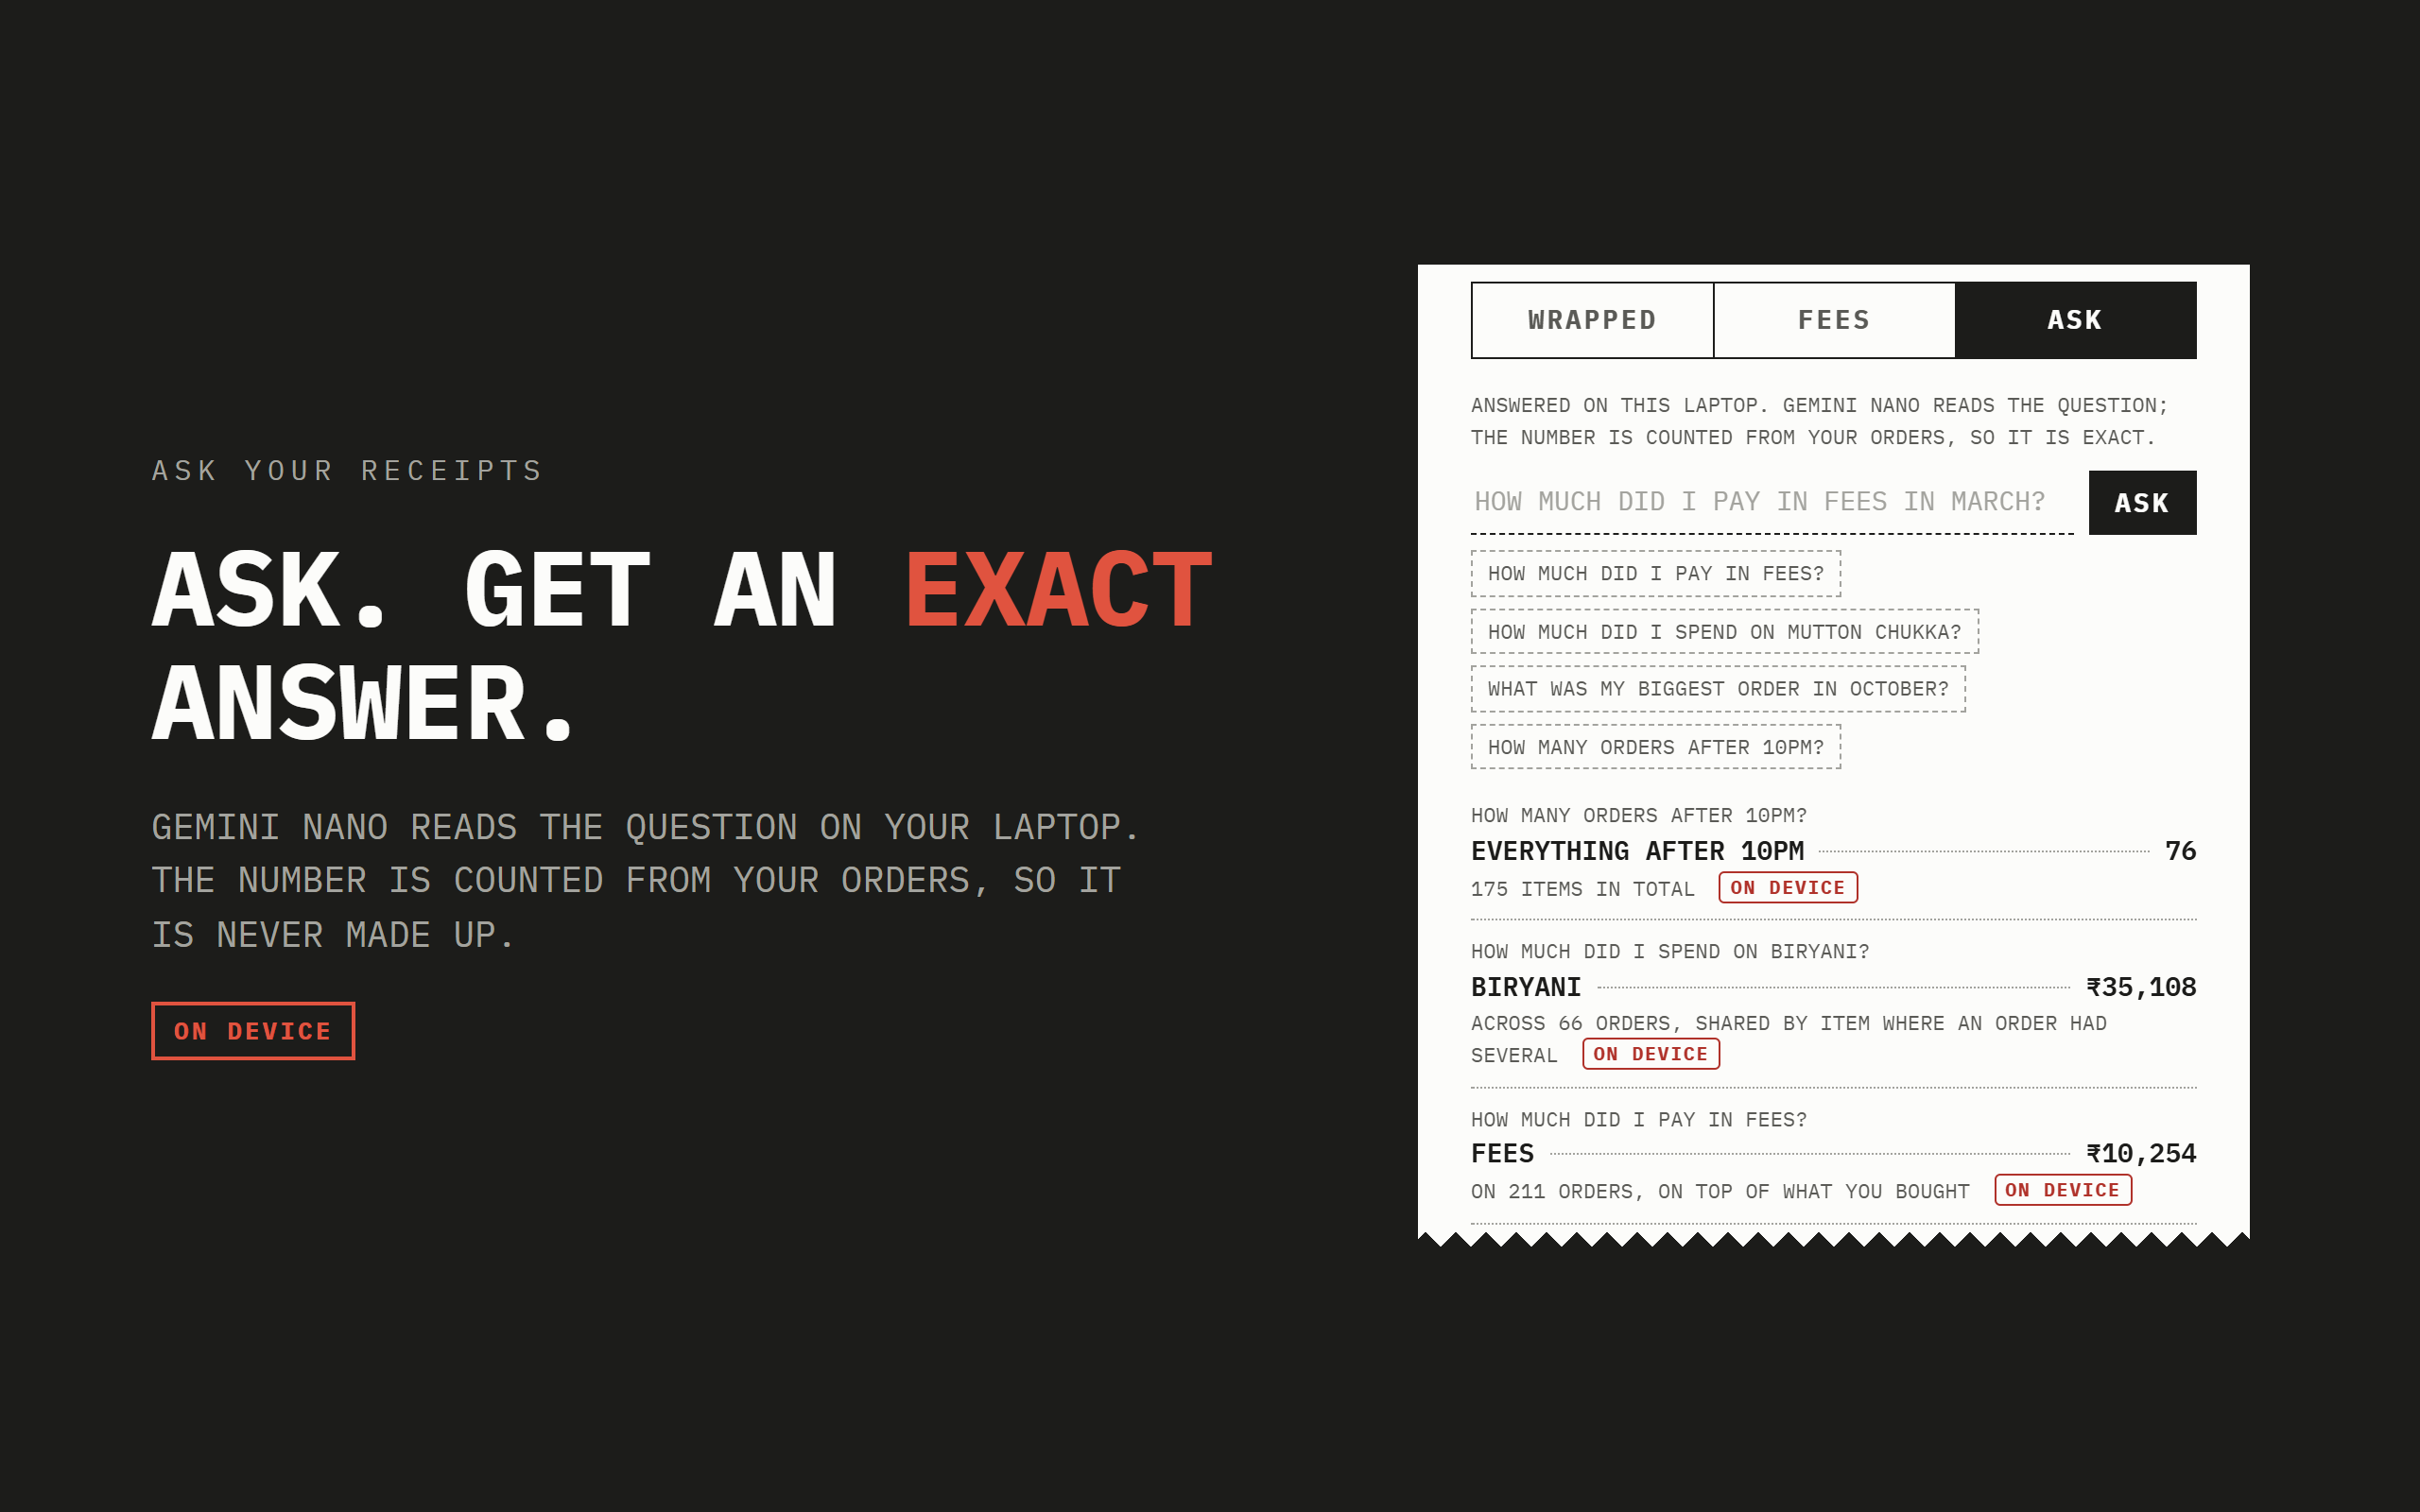 ASK YOUR RECEIPTS
ASK. GET AN EXACT
ANSWER.
GEMINI NANO READS THE QUESTION ON YOUR LAPTOP.
THE NUMBER IS COUNTED FROM YOUR ORDERS, SO IT
IS NEVER MADE UP.
ON DEVICE
WRAPPED FEES ASK
ANSWERED ON THIS LAPTOP. GEMINI NANO READS THE QUESTION;
THE NUMBER IS COUNTED FROM YOUR ORDERS, SO IT IS EXACT.
HOW MUCH DID I PAY IN FEES IN MARCH? ASK
HOW MUCH DID I PAY IN FEES?
HOW MUCH DID I SPEND ON MUTTON CHUKKA?
WHAT WAS MY BIGGEST ORDER IN OCTOBER?
HOW MANY ORDERS AFTER 10PM?
HOW MANY ORDERS AFTER 10PM?
EVERYTHING AFTER 10PM 76
175 ITEMS IN TOTAL ON DEVICE
HOW MUCH DID I SPEND ON BIRYANI?
BIRYANI ₹35,108
ACROSS 66 ORDERS, SHARED BY ITEM WHERE AN ORDER HAD
SEVERAL ON DEVICE
HOW MUCH DID I PAY IN FEES?
FEES ₹10,254
ON 211 ORDERS, ON TOP OF WHAT YOU BOUGHT ON DEVICE